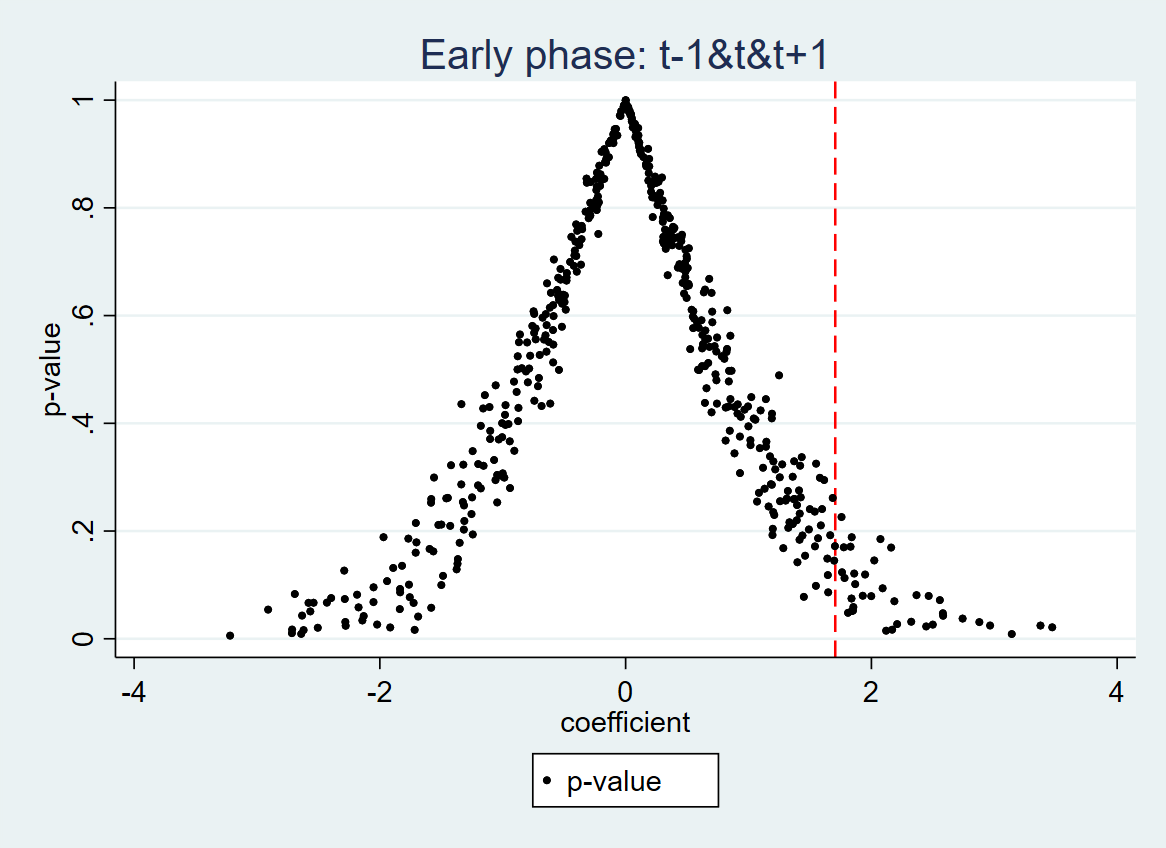 Early phase: t-1&t&t+1
p-value
1
.8
.6
.4
.2
0
-4 -2 0 2 4
coefficient
p-value